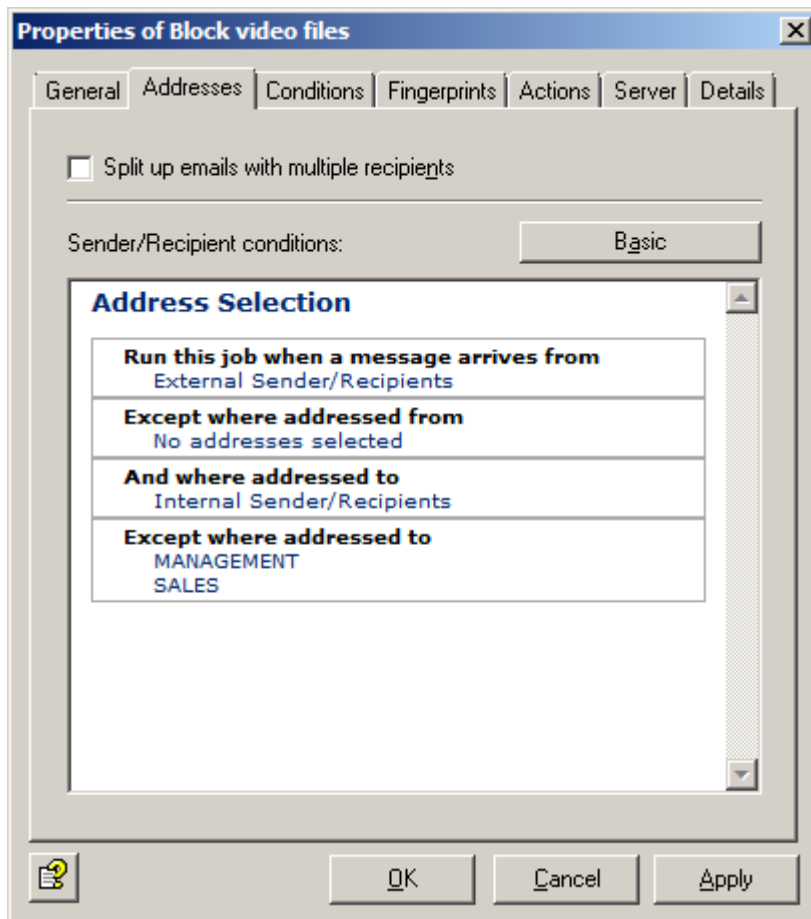 Properties of Block video files
General Addresses Conditions Fingerprints Actions Server Details
Split up emails with multiple recipients
Sender/Recipient conditions: Basic
Address Selection
Run this job when a message arrives from
External Sender/Recipients
Except where addressed from
No addresses selected
And where addressed to
Internal Sender/Recipients
Except where addressed to
MANAGEMENT
SALES
OK Cancel Apply